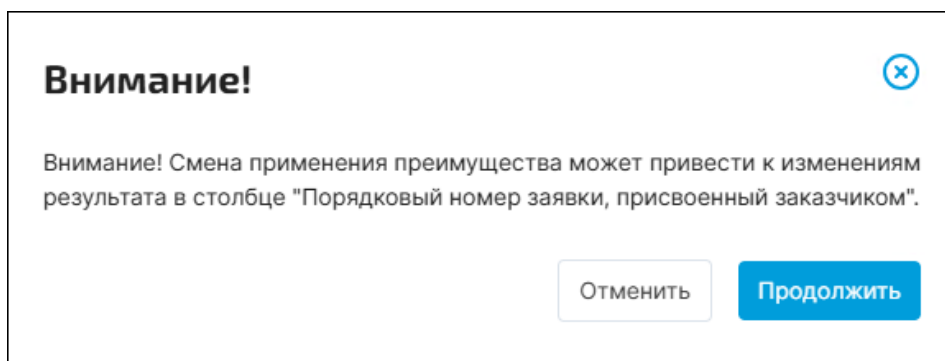 Внимание!
Внимание! Смена применения преимущества может привести к изменениям
результата в столбце "Порядковый номер заявки, присвоенный заказчиком".
Отменить
Продолжить